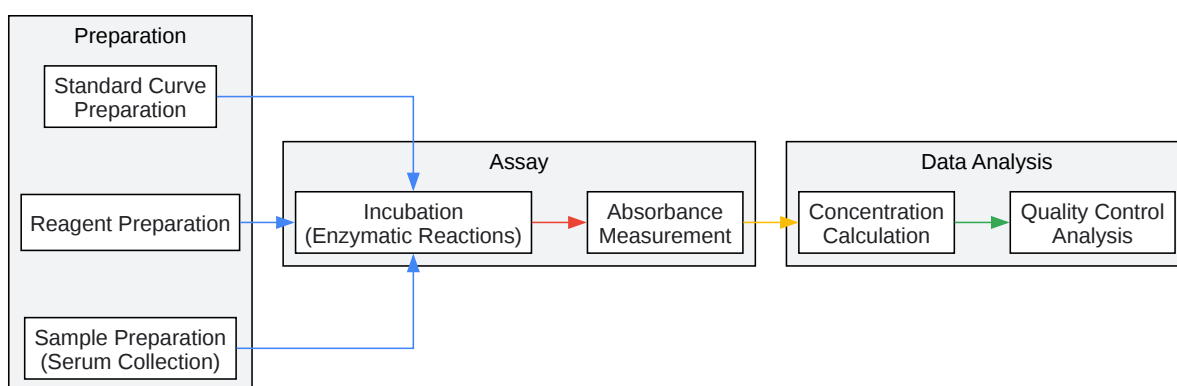 Preparation
Standard Curve
Preparation
Reagent Preparation
Sample Preparation
(Serum Collection)
Assay
Incubation
(Enzymatic Reactions)
Absorbance
Measurement
Data Analysis
Concentration
Calculation
Quality Control
Analysis